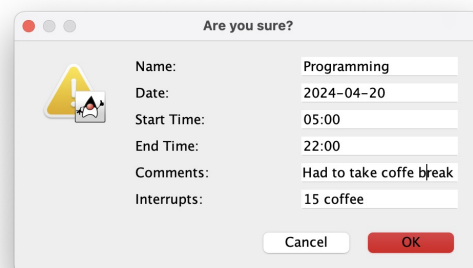 Are you sure?
Name: Programming
Date: 2024-04-20
Start Time: 05:00
End Time: 22:00
Comments: Had to take coffe break
Interrupts: 15 coffee
Cancel OK